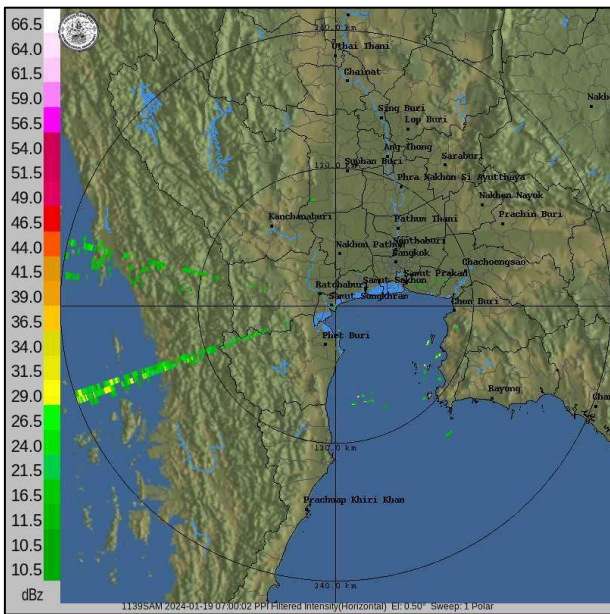 66.5
64.0
61.5
59.0
56.5
54.0
51.5
49.0
46.5
44.0
41.5
39.0
36.5
34.0
31.5
29.0
26.5
24.0
21.5
16.5
11.5
10.5
dBz
240.0 km
Uthai Thani
Chainat
Sing Buri
Lop Buri
Ang Thong
Saraburi
120.0 km
Suphan Buri
Phra Nakhon Si Ayutthaya
Nakhon Nayok
Prachin Buri
Kanchanaburi
Pathum Thani
Nonthaburi
Nakhon Pathom
Bangkok
Chachoengsao
Samut Prakan
Ratchaburi
Samut Sakhon
Samut Songkhram
Chon Buri
Phet Buri
Rayong
Chan
120.0 km
Prachuap Khiri Khan
240.0 km
1139SAM 2024-01-19 07:00:02 PPI Filtered Intensity(Horizontal) El: 0.50° Sweep: 1 Polar